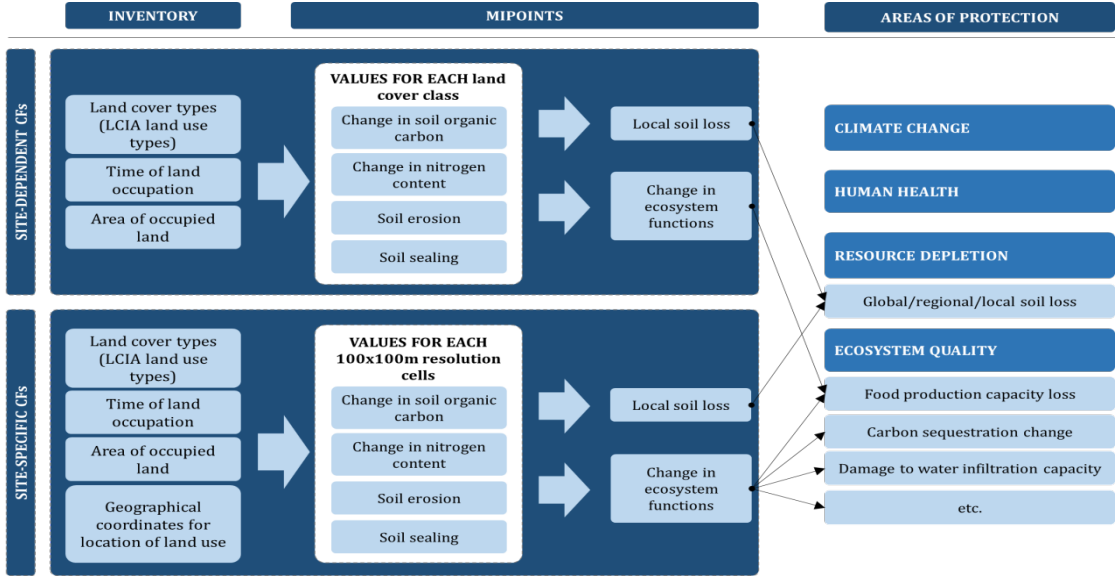 INVENTORY
MIPOINTS
AREAS OF PROTECTION
SITE-DEPENDENT CFs
Land cover types
(LCIA land use
types)
Time of land
occupation
Area of occupied
land
VALUES FOR EACH land
cover class
Change in soil organic
carbon
Change in nitrogen
content
Soil erosion
Soil sealing
Local soil loss
Change in
ecosystem
functions
SITE-SPECIFIC CFs
Land cover types
(LCIA land use
types)
Time of land
occupation
Area of occupied
land
Geographical
coordinates for
location of land use
VALUES FOR EACH
100x100m resolution
cells
Change in soil organic
carbon
Change in nitrogen
content
Soil erosion
Soil sealing
Local soil loss
Change in
ecosystem
functions
CLIMATE CHANGE
HUMAN HEALTH
RESOURCE DEPLETION
Global/regional/local soil loss
ECOSYSTEM QUALITY
Food production capacity loss
Carbon sequestration change
Damage to water infiltration capacity
etc.